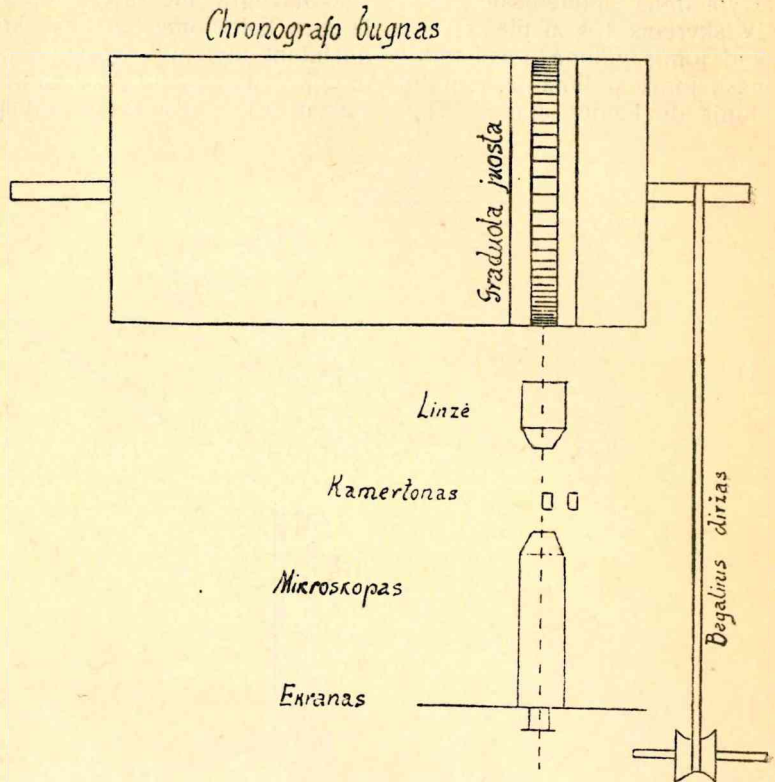 Chronografo bugnas
Graduota juosta
Linzė
Kamertonas
Mikroskopas
Ekranas
Begalinis diržas